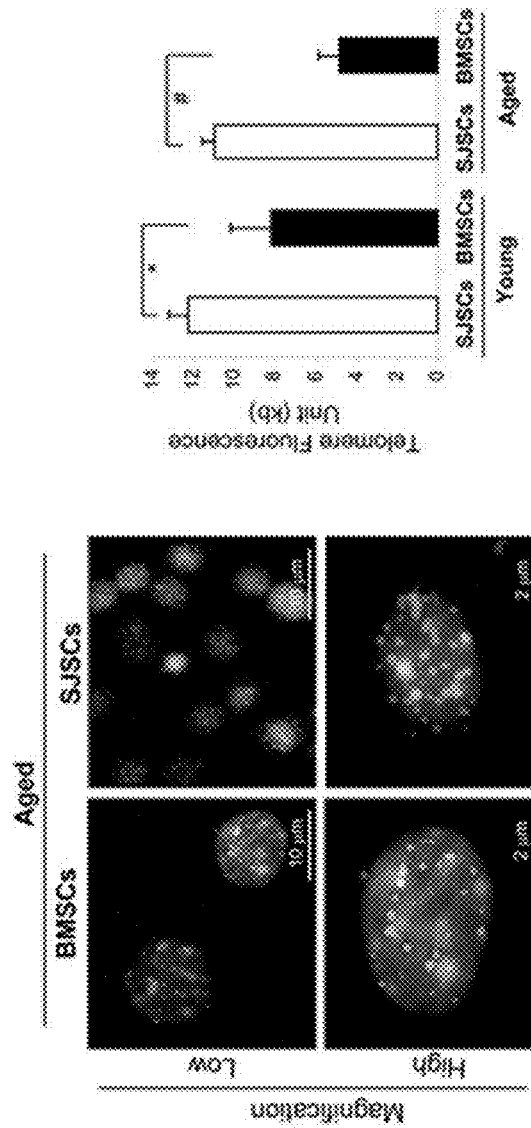 Aged
BMSCs
SJSCs
Magnification
Low
High
10 µm
µm
2 µm
2 µm
Telomere Fluorescence
Unit (kb)
14
12
10
8
6
4
2
0
*
#
SJSCs
BMSCs
SJSCs
BMSCs
Young
Aged